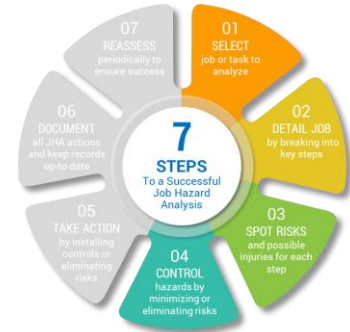 7
STEPS
To a Successful
Job Hazard
Analysis
01
SELECT
job or task to
analyze
02
DETAIL JOB
by breaking into
key steps
03
SPOT RISKS
and possible
injuries for each
step
04
CONTROL
hazards by
minimizing or
eliminating risks
05
TAKE ACTION
by installing
controls or
eliminating
risks
06
DOCUMENT
all JHA actions
and keep records
up-to-date
07
REASSESS
periodically to
ensure success